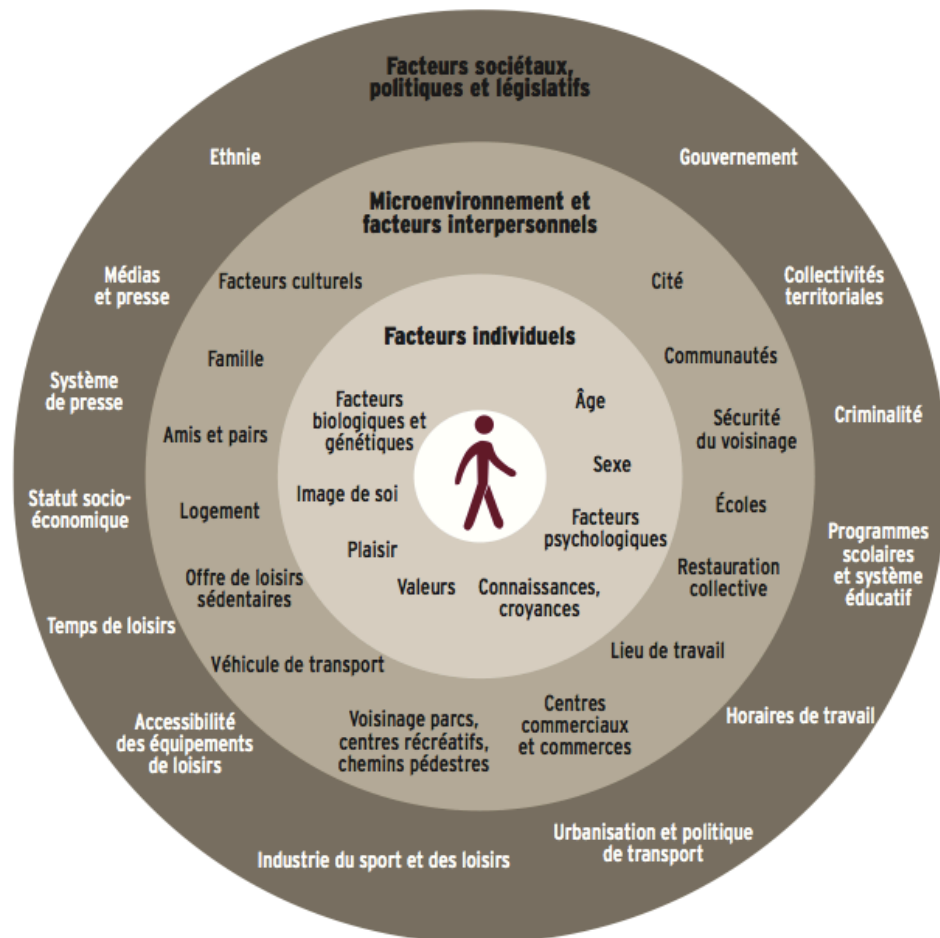 Facteurs sociétaux,
politiques et législatifs
Ethnie
Gouvernement
Médias
et presse
Collectivités
territoriales
Système
de presse
Criminalité
Statut socio-
économique
Programmes
scolaires
et système
éducatif
Temps de loisirs
Horaires de travail
Accessibilité
des équipements
de loisirs
Urbanisation et politique
de transport
Industrie du sport et des loisirs
Microenvironnement et
facteurs interpersonnels
Facteurs culturels
Cité
Famille
Communautés
Amis et pairs
Sécurité
du voisinage
Logement
Écoles
Offre de loisirs
sédentaires
Restauration
collective
Véhicule de transport
Lieu de travail
Voisinage parcs,
centres récréatifs,
chemins pédestres
Centres
commerciaux
et commerces
Facteurs individuels
Facteurs
biologiques et
génétiques
Âge
Image de soi
Sexe
Plaisir
Facteurs
psychologiques
Valeurs
Connaissances,
croyances